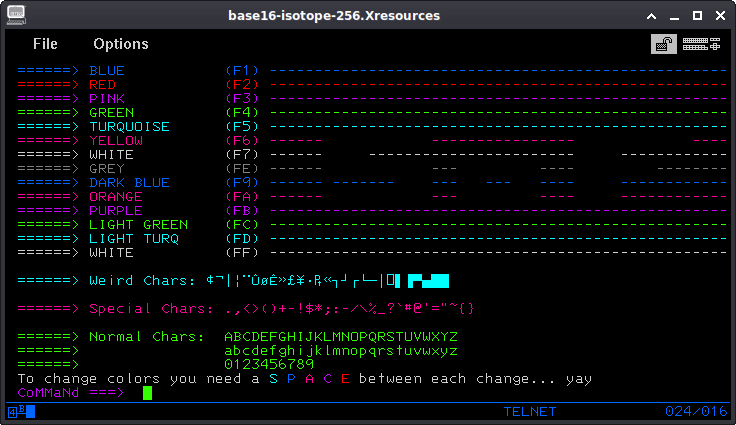 base16-isotope-256.Xresources
File Options
======> BLUE (F1) ---------------------------------------------------
======> RED (F2) ---------------------------------------------------
======> PINK (F3) ---------------------------------------------------
======> GREEN (F4) ---------------------------------------------------
======> TURQUOISE (F5) ---------------------------------------------------
======> YELLOW (F6) ------ ---------------- ----
======> WHITE (F7) ------ ---------------------- ------------
======> GREY (F8) ------ --- ---- ------------
======> DARK BLUE (F9) ------ ------- --- --- ---- ------------
======> ORANGE (FA) ------ --- ---- ------------
======> PURPLE (FB) ---------------------------------------------------
======> LIGHT GREEN (FC) ---------------------------------------------------
======> LIGHT TURQ (FD) ---------------------------------------------------
======> WHITE (FF) ---------------------------------------------------
======> Weird Chars: ¢¬|¦¨ÛøÊ»£¥·₧«┐┘┌└─│
======> Special Chars: .,<>()+-!$*;:-/\%_?`#@'="~{}
======> Normal Chars: ABCDEFGHIJKLMNOPQRSTUVWXYZ
======> abcdefghijklmnopqrstuvwxyz
======> 0123456789
To change colors you need a S P A C E between each change... yay
CoMMaNd ===>
4B TELNET 024/016